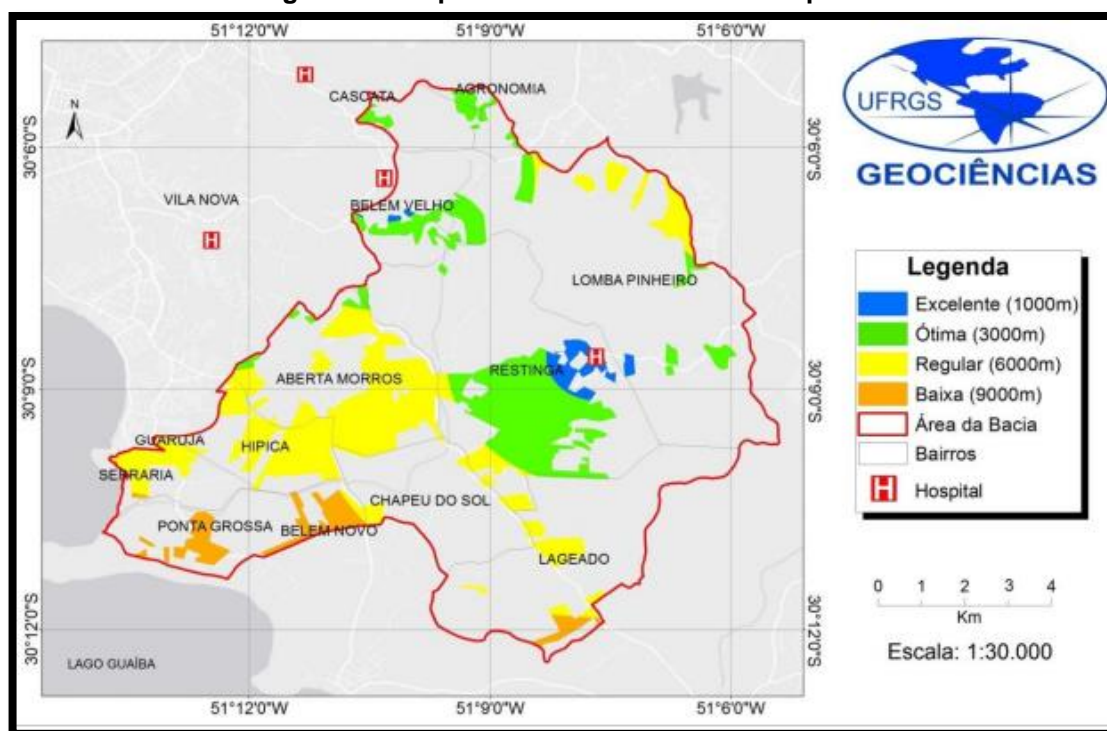 51°12'0"W
51°9'0"W
51°6'0"W
N
CASCATA
AGRONOMIA
30°6'0"S
30°6'0"S
H
H
VILA NOVA
BELEM VELHO
H
LOMBA PINHEIRO
RESTINGA
H
ABERTA MORROS
30°9'0"S
30°9'0"S
GUARUJA
HIPICA
SERRARIA
CHAPEU DO SOL
PONTA GROSSA
BELEM NOVO
LAGEADO
30°12'0"S
30°12'0"S
LAGO GUAÍBA
51°12'0"W
51°9'0"W
51°6'0"W
UFRGS
GEOCIÊNCIAS
Legenda
Excelente (1000m)
Ótima (3000m)
Regular (6000m)
Baixa (9000m)
Área da Bacia
Bairros
H Hospital
0 1 2 3 4
Km
Escala: 1:30.000